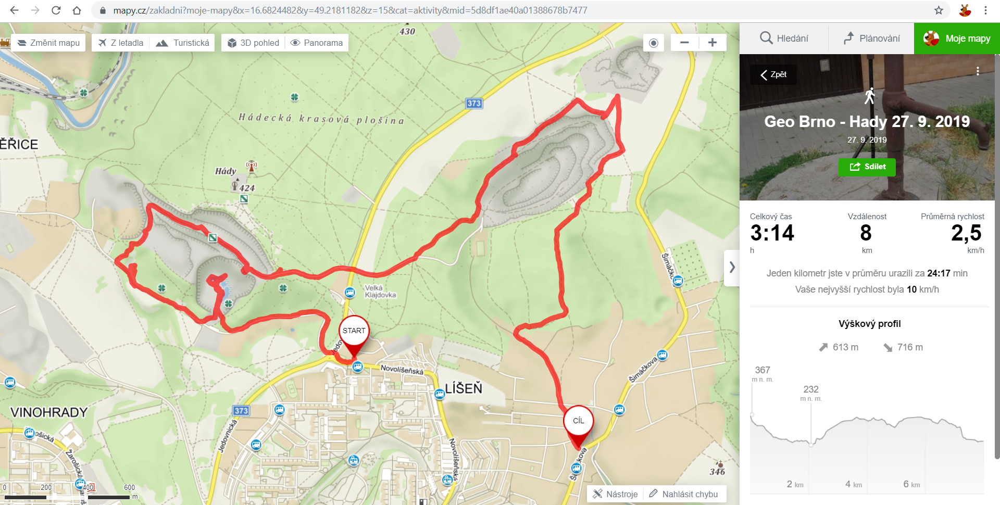 mapy.cz/zakladni?moje-mapy&x=16.6824482&y=49.2181182&z=15&cat=aktivity&mid=5d8df1ae40a01388678b7477
Změnit mapu
Z letadla
Turistická
3D pohled
Panorama
Hledání
Plánování
Moje mapy
Zpět
Geo Brno - Hady 27. 9. 2019
27. 9. 2019
Sdílet
Celkový čas
Vzdálenost
Průměrná rychlost
3:14
8
2,5
h
km
km/h
Jeden kilometr jste v průměru urazili za 24:17 min
Vaše nejvyšší rychlost byla 10 km/h
Výškový profil
613 m
716 m
367
m n. m.
232
m n. m.
2 km
4 km
6 km
430
373
Hádecká krasová plošina
ĚŘICE
Hády
424
Velká
Klajdovka
START
Novolíšeňská
LÍŠEŇ
VINOHRADY
373
Jedovnická
Novolíšeňská
Žarošická
Šimáčkova
CÍL
346
0
200
400
600
m
Nástroje
Nahlásit chybu